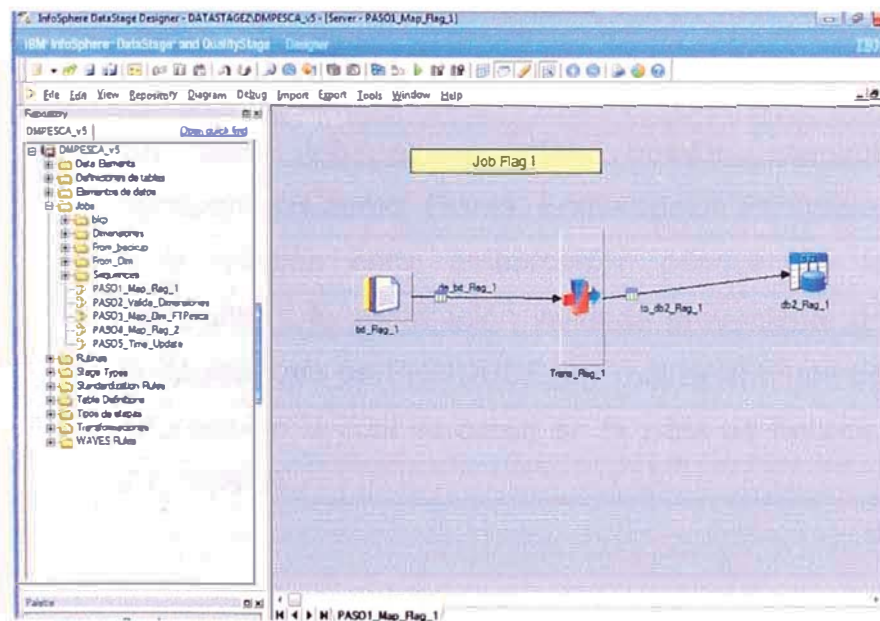 InfoSphere DataStage Designer - DATASTAGE2\DMPESCA_v5 - [Server - PASO1_Map_Flag_1]
IBM InfoSphere DataStage and QualityStage Designer
IBM
File Edit View Repository Diagram Debug Import Export Tools Window Help
Repository
DMPESCA_v5
Open quick find
DMPESCA_v5
Data Elements
Definiciones de tablas
Elementos de datos
Jobs
bkp
Dimensiones
From_backup
From_Dim
Sequences
PASO1_Map_Flag_1
PASO2_Valida_Dimensiones
PASO3_Map_Dim_FTPesca
PASO4_Map_Flag_2
PASO5_Time_Update
Rutinas
Stage Types
Standardization Rules
Table Definitions
Tipos de etapas
Transformaciones
WAVES Rules
Palette
Job Flag 1
de_txt_Flag_1
txt_Flag_1
Trans_Flag_1
to_db2_Flag_1
db2_Flag_1
PASO1_Map_Flag_1